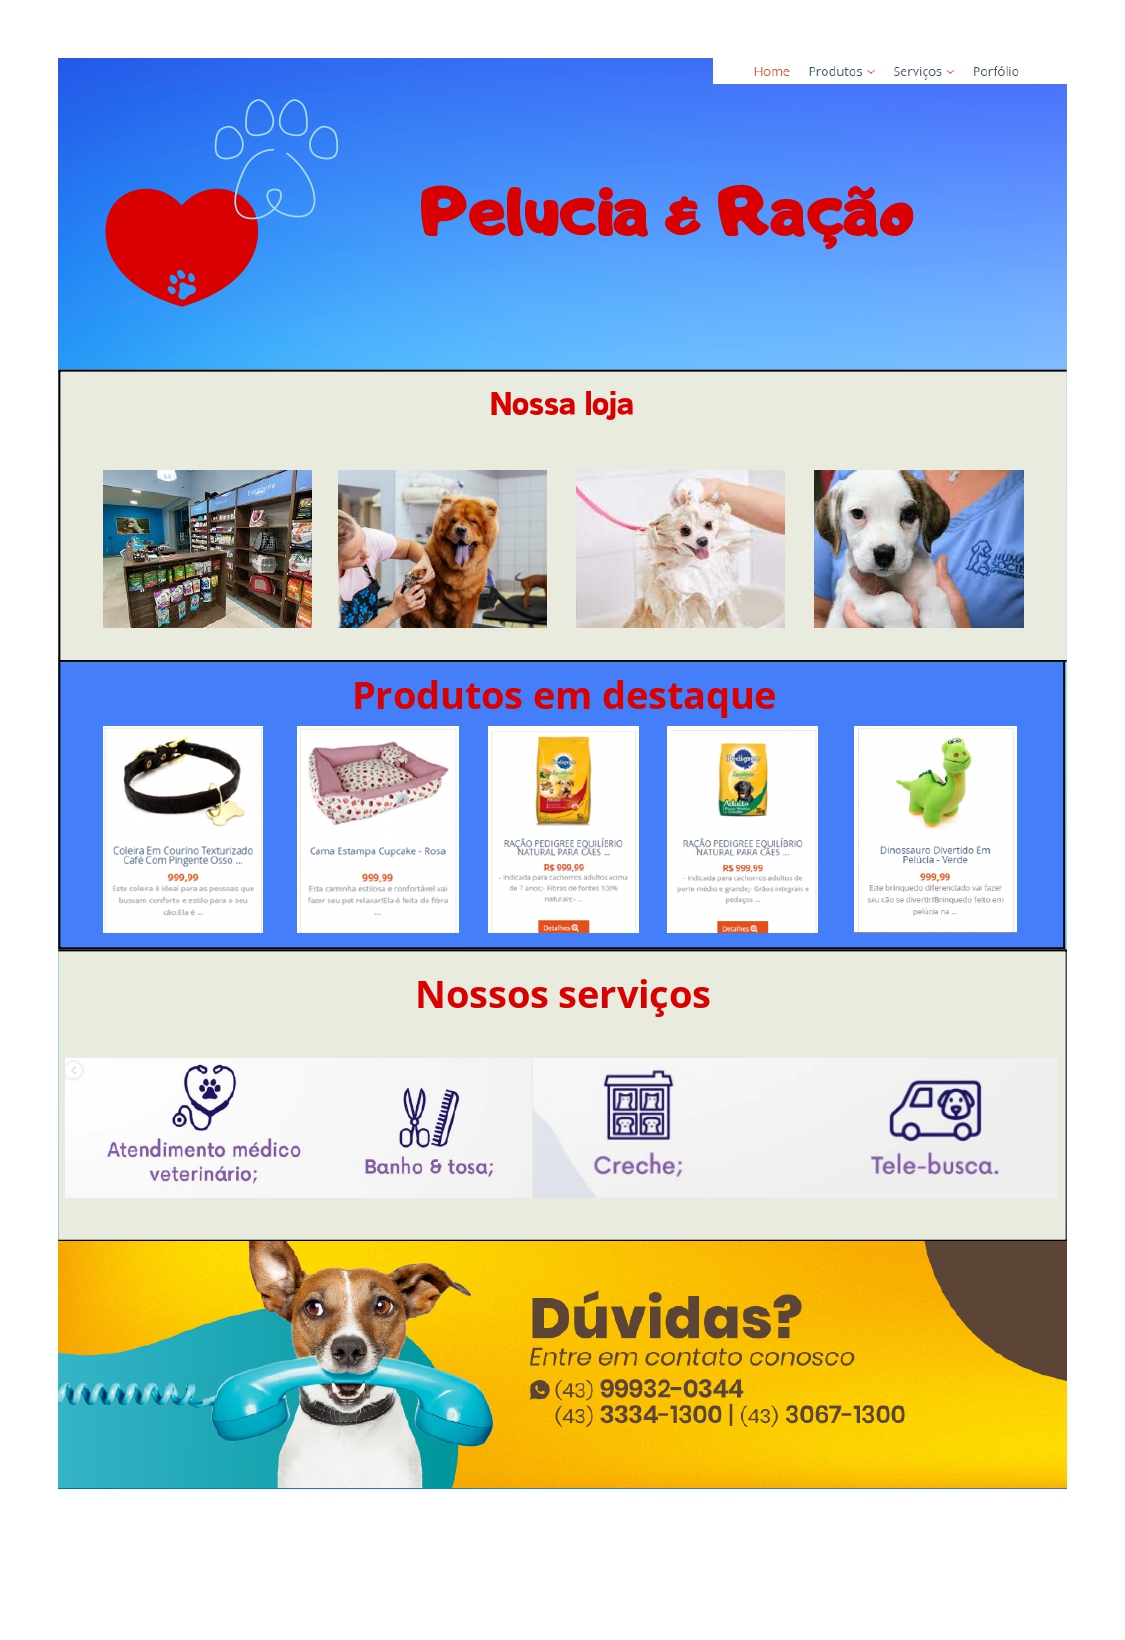 Home Produtos Serviços Porfólio
Pelucia & Ração
Nossa loja
HUM
SOCIE
Produtos em destaque
Coleira Em Courino Texturizado
Café Com Pingente Osso ...
999,99
Este coleira é ideal para as pessoas que
buscam conforto e estilo para o seu
cão.Ela é ...
Cama Estampa Cupcake - Rosa
999,99
Esta caminha estilosa e confortável vai
fazer seu pet relaxar!Ela é feita de fibra
...
Pedigree
Equilíbrio
RAÇÃO PEDIGREE EQUILÍBRIO
NATURAL PARA CÃES ...
R$ 999,99
- Indicada para cachorros adultos acima
de 7 anos;- Fibras de fontes 100%
naturais;- ...
Detalhes
Pedigree
Equilíbrio
Adulto
RAÇÃO PEDIGREE EQUILÍBRIO
NATURAL PARA CÃES ...
R$ 999,99
- Indicada para cachorros adultos de
porte médio e grande;- Grãos integrais e
pedaços ...
Detalhes
Dinossauro Divertido Em
Pelúcia - Verde
999,99
Este brinquedo diferenciado vai fazer
seu cão se divertir!Brinquedo feito em
pelúcia na ...
Nossos serviços
Atendimento médico
veterinário;
Banho & tosa;
Creche;
Tele-busca.
Dúvidas?
Entre em contato conosco
(43) 99932-0344
(43) 3334-1300 | (43) 3067-1300